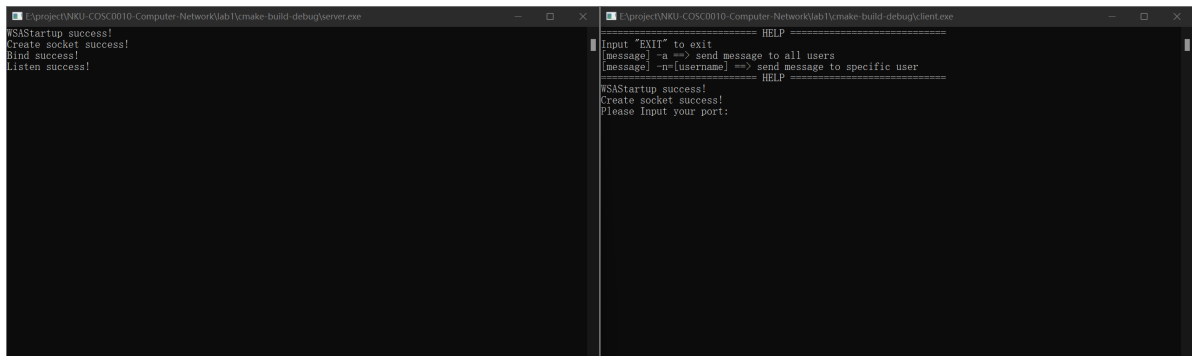 E:\project\NKU-COSC0010-Computer-Network\lab1\cmake-build-debug\server.exe
WSAStartup success!
Create socket success!
Bind success!
Listen success!
E:\project\NKU-COSC0010-Computer-Network\lab1\cmake-build-debug\client.exe
============================ HELP ============================
Input "EXIT" to exit
[message] -a ==> send message to all users
[message] -n=[username] ==> send message to specific user
============================ HELP ============================
WSAStartup success!
Create socket success!
Please Input your port: